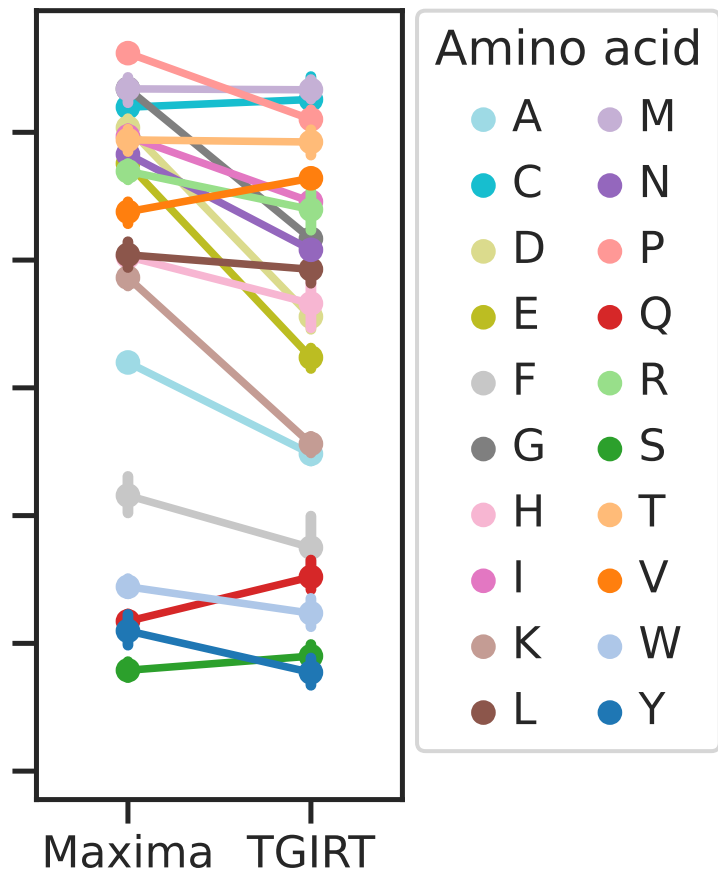 Amino acid
A M
C N
D P
E Q
F R
G S
H T
I V
K W
L Y
Maxima TGIRT